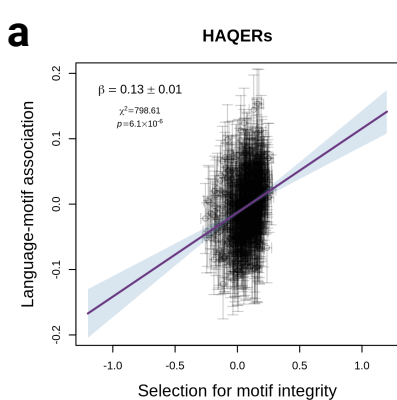 a
HAQERs
β = 0.13 ± 0.01
χ²=798.61
p=6.1×10⁻⁶
Language-motif association
0.2
0.1
0.0
-0.1
-0.2
-1.0 -0.5 0.0 0.5 1.0
Selection for motif integrity